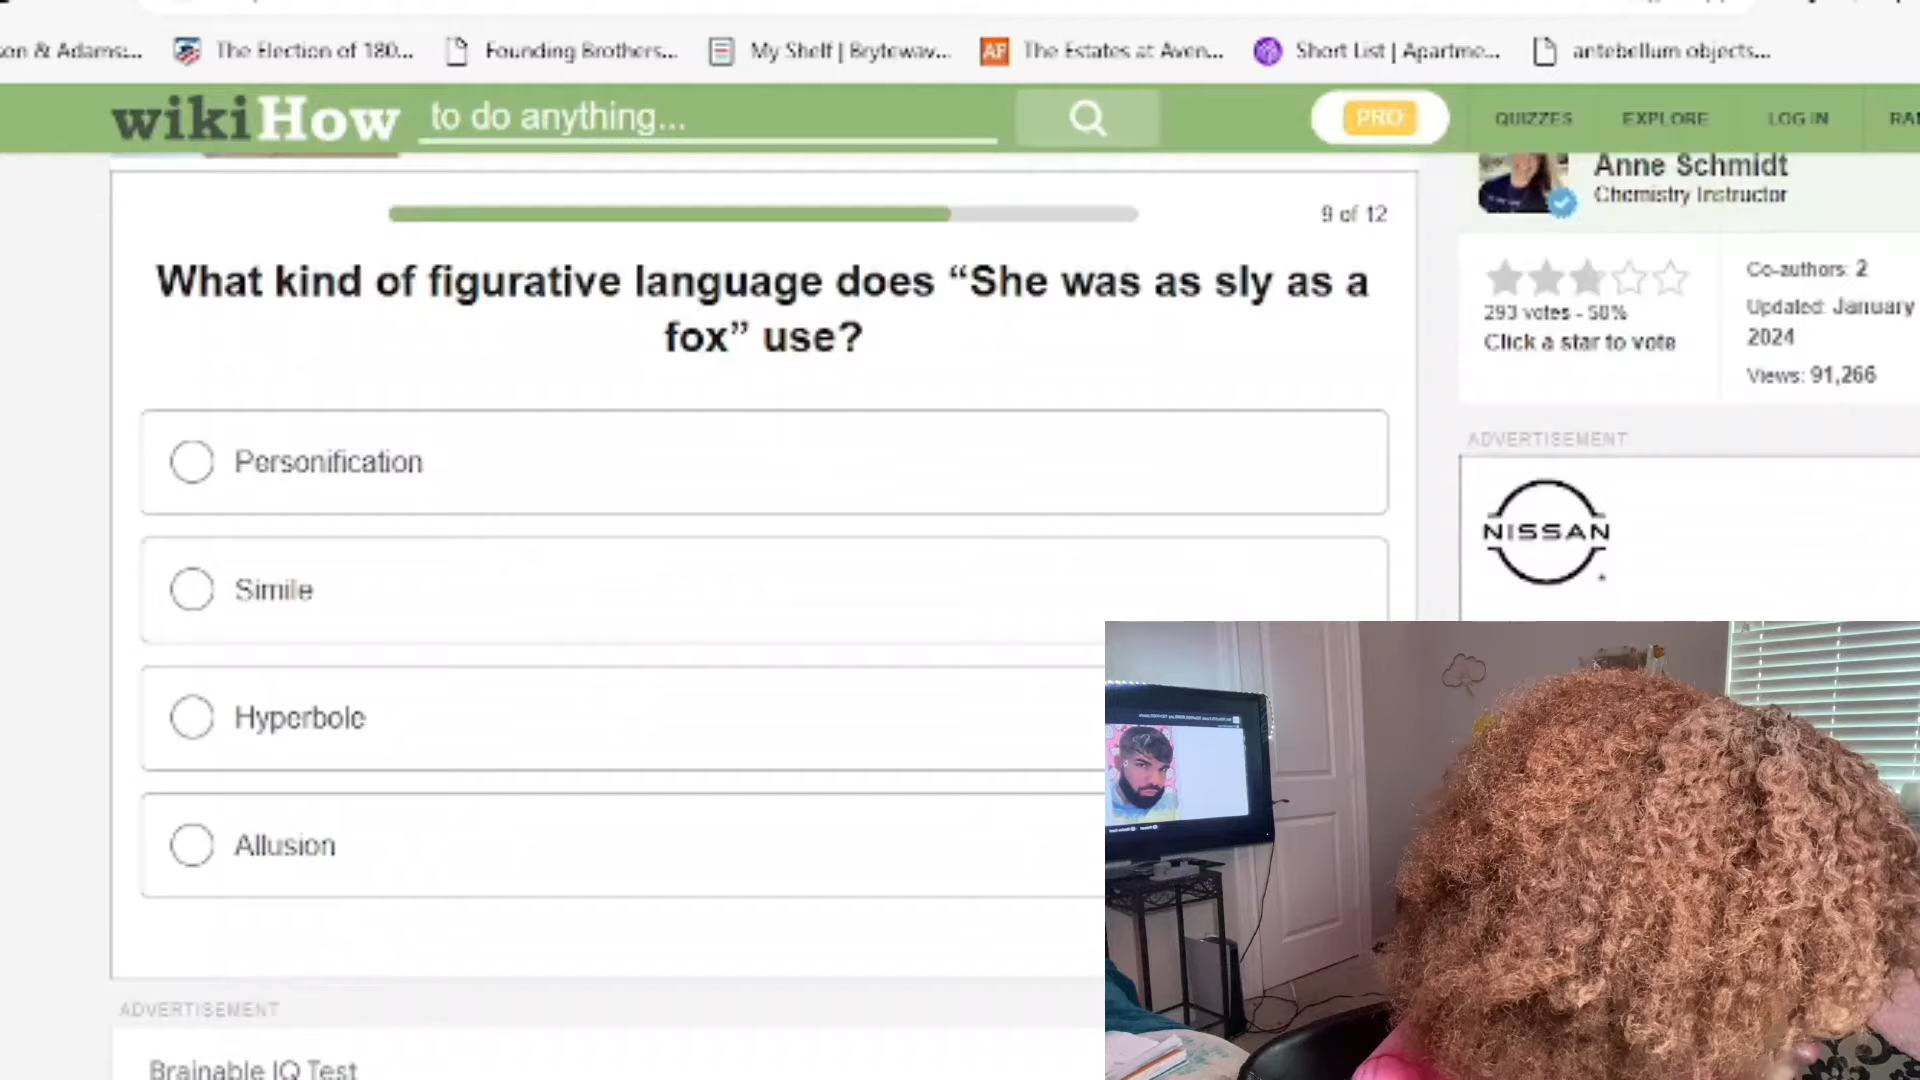 on & Adams:...
The Election of 180...
Founding Brothers...
My Shelf | Brytewav...
AF
The Estates at Aven...
Short List | Apartme...
antebellum objects...
wikiHow
to do anything...
PRO
QUIZZES
EXPLORE
LOG IN
RAN
Anne Schmidt
Chemistry Instructor
9 of 12
What kind of figurative language does “She was as sly as a
fox” use?
293 votes - 50%
Click a star to vote
Co-authors: 2
Updated: January
2024
Views: 91,266
ADVERTISEMENT
NISSAN
Personification
Simile
Hyperbole
Allusion
ADVERTISEMENT
Brainable IQ Test